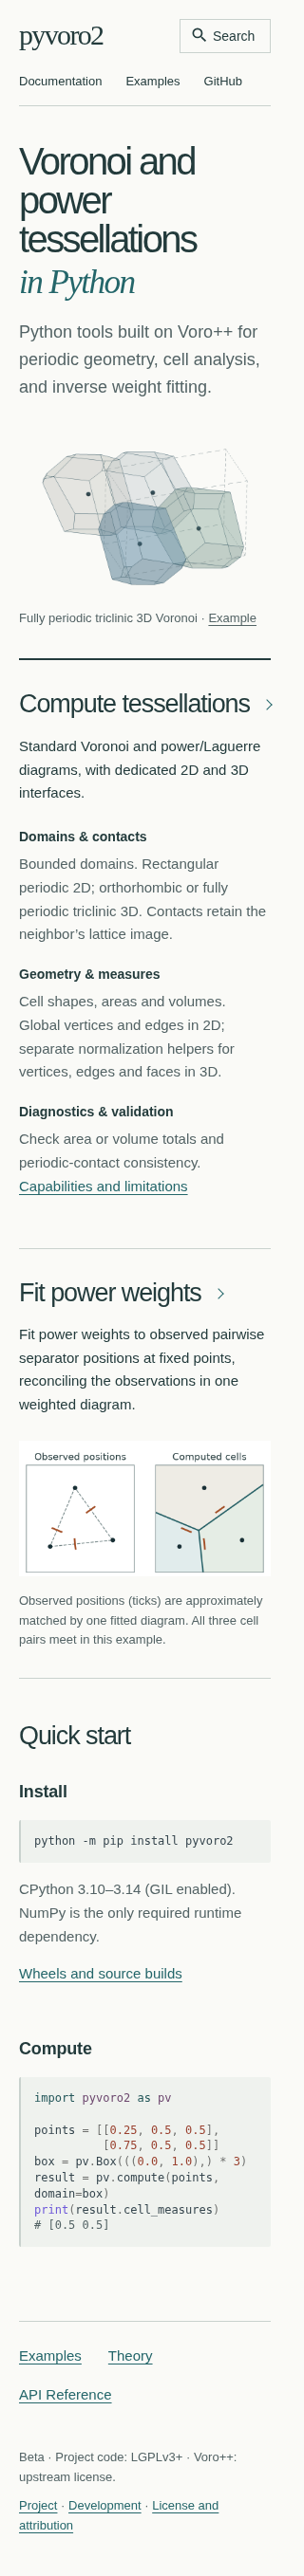 pyvoro2
Search
Documentation Examples GitHub
Voronoi and
power
tessellations
in Python
Python tools built on Voro++ for
periodic geometry, cell analysis,
and inverse weight fitting.
Fully periodic triclinic 3D Voronoi · Example
Compute tessellations
Standard Voronoi and power/Laguerre
diagrams, with dedicated 2D and 3D
interfaces.
Domains & contacts
Bounded domains. Rectangular
periodic 2D; orthorhombic or fully
periodic triclinic 3D. Contacts retain the
neighbor’s lattice image.
Geometry & measures
Cell shapes, areas and volumes.
Global vertices and edges in 2D;
separate normalization helpers for
vertices, edges and faces in 3D.
Diagnostics & validation
Check area or volume totals and
periodic-contact consistency.
Capabilities and limitations
Fit power weights
Fit power weights to observed pairwise
separator positions at fixed points,
reconciling the observations in one
weighted diagram.
Observed positions Computed cells
Observed positions (ticks) are approximately
matched by one fitted diagram. All three cell
pairs meet in this example.
Quick start
Install
python -m pip install pyvoro2
CPython 3.10–3.14 (GIL enabled).
NumPy is the only required runtime
dependency.
Wheels and source builds
Compute
import pyvoro2 as pv
points = [[0.25, 0.5, 0.5],
[0.75, 0.5, 0.5]]
box = pv.Box(((0.0, 1.0),) * 3)
result = pv.compute(points,
domain=box)
print(result.cell_measures)
# [0.5 0.5]
Examples Theory
API Reference
Beta · Project code: LGPLv3+ · Voro++:
upstream license.
Project · Development · License and
attribution